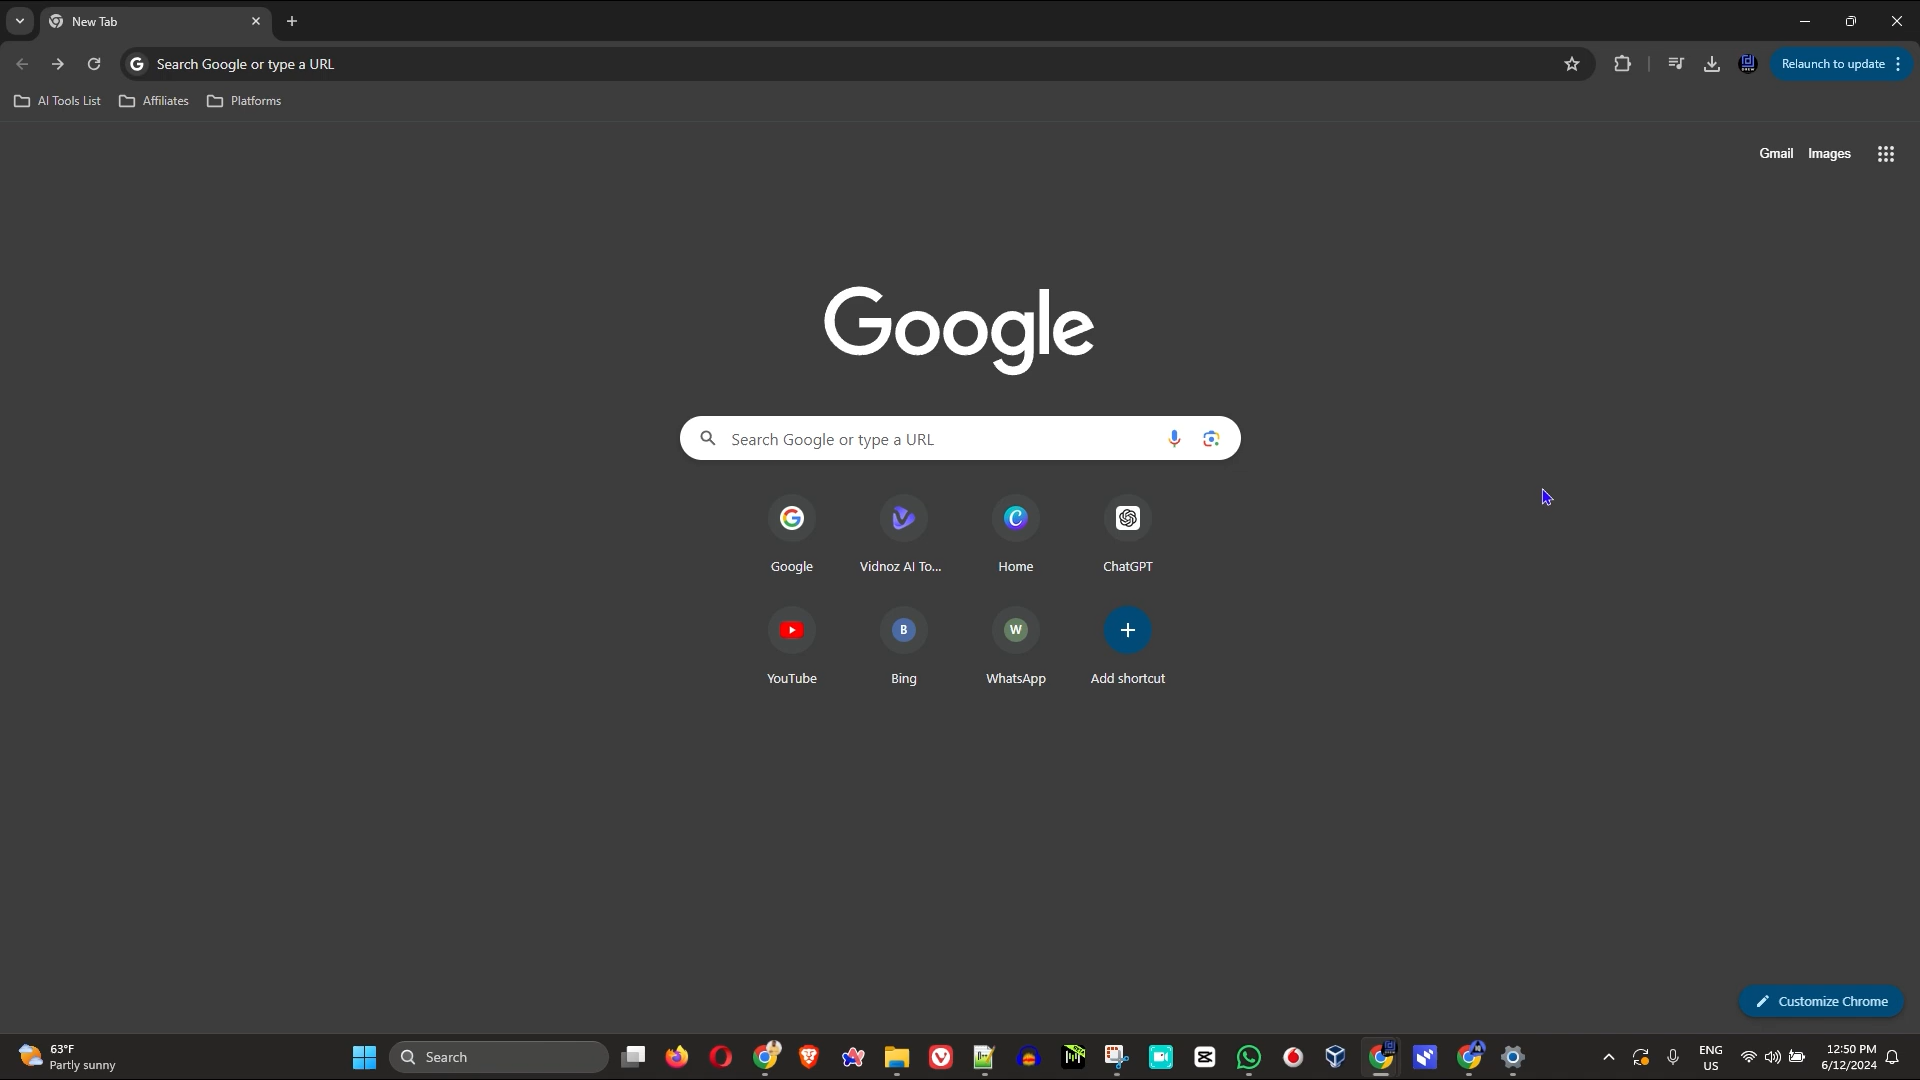 New Tab
Search Google or type a URL
Relaunch to update
AI Tools List
Affiliates
Platforms
Gmail Images
Google
Search Google or type a URL
Google
Vidnoz AI To...
Home
ChatGPT
YouTube
B
Bing
W
WhatsApp
Add shortcut
Customize Chrome
63°F
Partly sunny
Search
ENG
US
12:50 PM
6/12/2024